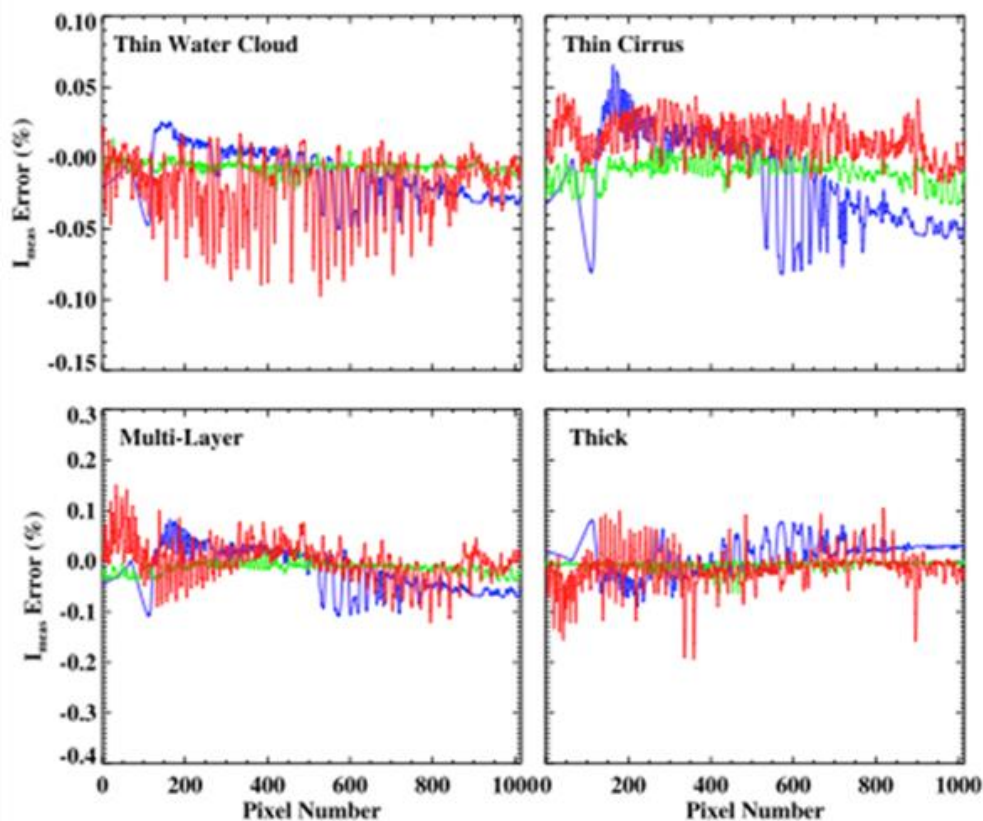 0.10
Thin Water Cloud
Thin Cirrus
0.05
-0.00
-0.05
-0.10
-0.15
I_meas Error (%)
0.3
Multi-Layer
Thick
0.2
0.1
0.0
-0.1
-0.2
-0.3
-0.4
I_meas Error (%)
0 200 400 600 800 10000 200 400 600 800 1000
Pixel Number Pixel Number